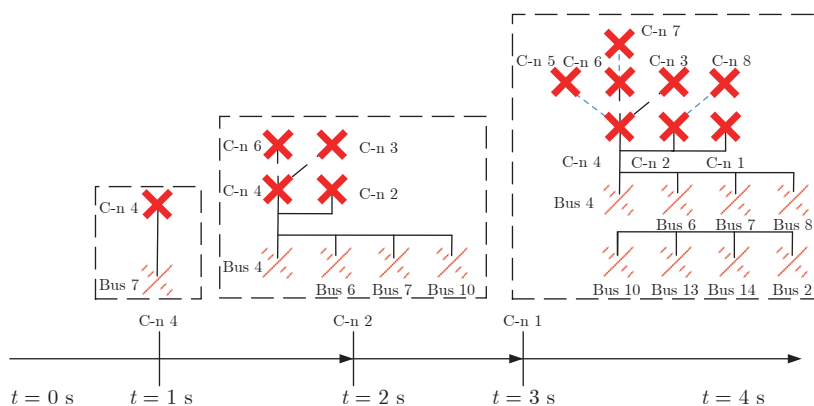 C-n 7
C-n 5 C-n 6 C-n 3 C-n 8
C-n 4 C-n 2 C-n 1
Bus 4
Bus 6 Bus 7 Bus 8
Bus 10 Bus 13 Bus 14 Bus 2
C-n 6 C-n 3
C-n 4 C-n 2
Bus 4
Bus 6 Bus 7 Bus 10
C-n 4
Bus 7
C-n 4 C-n 2 C-n 1
t = 0 s t = 1 s t = 2 s t = 3 s t = 4 s